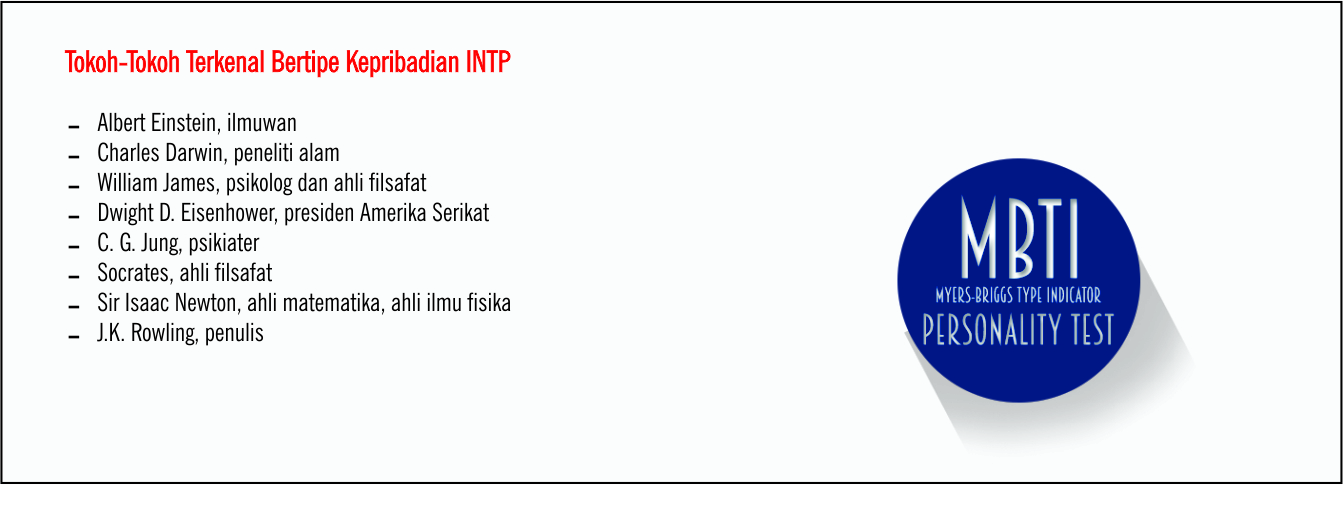 Tokoh-Tokoh Terkenal Bertipe Kepribadian INTP
- Albert Einstein, ilmuwan
- Charles Darwin, peneliti alam
- William James, psikolog dan ahli filsafat
- Dwight D. Eisenhower, presiden Amerika Serikat
- C. G. Jung, psikiater
- Socrates, ahli filsafat
- Sir Isaac Newton, ahli matematika, ahli ilmu fisika
- J.K. Rowling, penulis
MBTI
MYERS-BRIGGS TYPE INDICATOR
PERSONALITY TEST